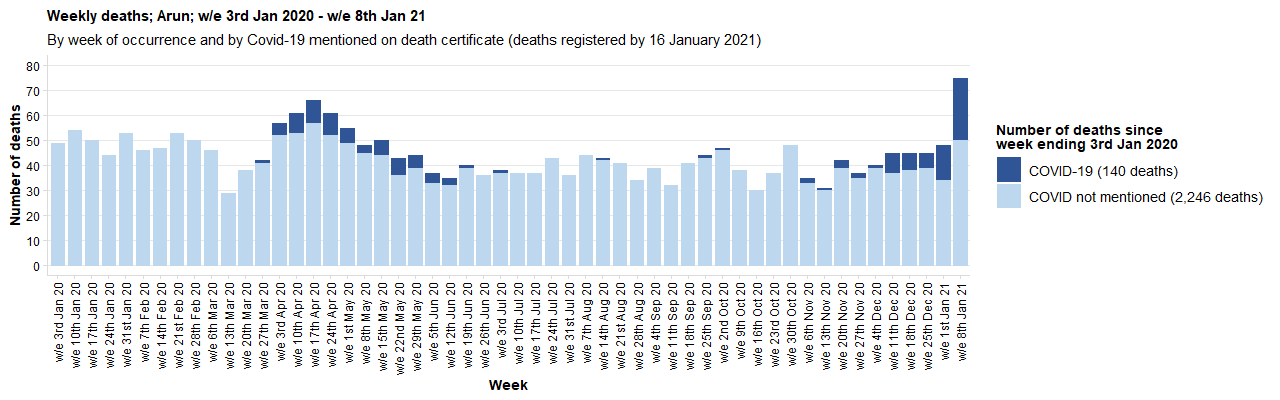 Weekly deaths; Arun; w/e 3rd Jan 2020 - w/e 8th Jan 21
By week of occurrence and by Covid-19 mentioned on death certificate (deaths registered by 16 January 2021)
Number of deaths
80
70
60
50
40
30
20
10
0
w/e 3rd Jan 20
w/e 10th Jan 20
w/e 17th Jan 20
w/e 24th Jan 20
w/e 31st Jan 20
w/e 7th Feb 20
w/e 14th Feb 20
w/e 21st Feb 20
w/e 28th Feb 20
w/e 6th Mar 20
w/e 13th Mar 20
w/e 20th Mar 20
w/e 27th Mar 20
w/e 3rd Apr 20
w/e 10th Apr 20
w/e 17th Apr 20
w/e 24th Apr 20
w/e 1st May 20
w/e 8th May 20
w/e 15th May 20
w/e 22nd May 20
w/e 29th May 20
w/e 5th Jun 20
w/e 12th Jun 20
w/e 19th Jun 20
w/e 26th Jun 20
w/e 3rd Jul 20
w/e 10th Jul 20
w/e 17th Jul 20
w/e 24th Jul 20
w/e 31st Jul 20
w/e 7th Aug 20
w/e 14th Aug 20
w/e 21st Aug 20
w/e 28th Aug 20
w/e 4th Sep 20
w/e 11th Sep 20
w/e 18th Sep 20
w/e 25th Sep 20
w/e 2nd Oct 20
w/e 9th Oct 20
w/e 16th Oct 20
w/e 23rd Oct 20
w/e 30th Oct 20
w/e 6th Nov 20
w/e 13th Nov 20
w/e 20th Nov 20
w/e 27th Nov 20
w/e 4th Dec 20
w/e 11th Dec 20
w/e 18th Dec 20
w/e 25th Dec 20
w/e 1st Jan 21
w/e 8th Jan 21
Week
Number of deaths since
week ending 3rd Jan 2020
COVID-19 (140 deaths)
COVID not mentioned (2,246 deaths)